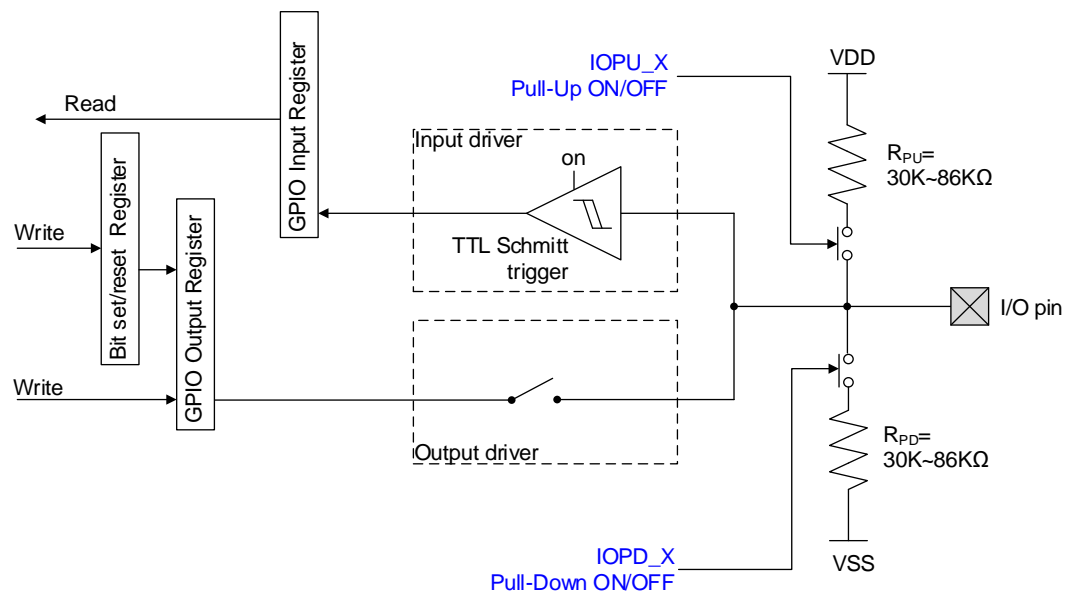 IOPU_X
Pull-Up ON/OFF
VDD
Read
GPIO Input Register
Input driver
on
R_PU=
30K~86KΩ
Write
Bit set/reset Register
TTL Schmitt
trigger
GPIO Output Register
I/O pin
Write
Output driver
R_PD=
30K~86KΩ
IOPD_X
Pull-Down ON/OFF
VSS